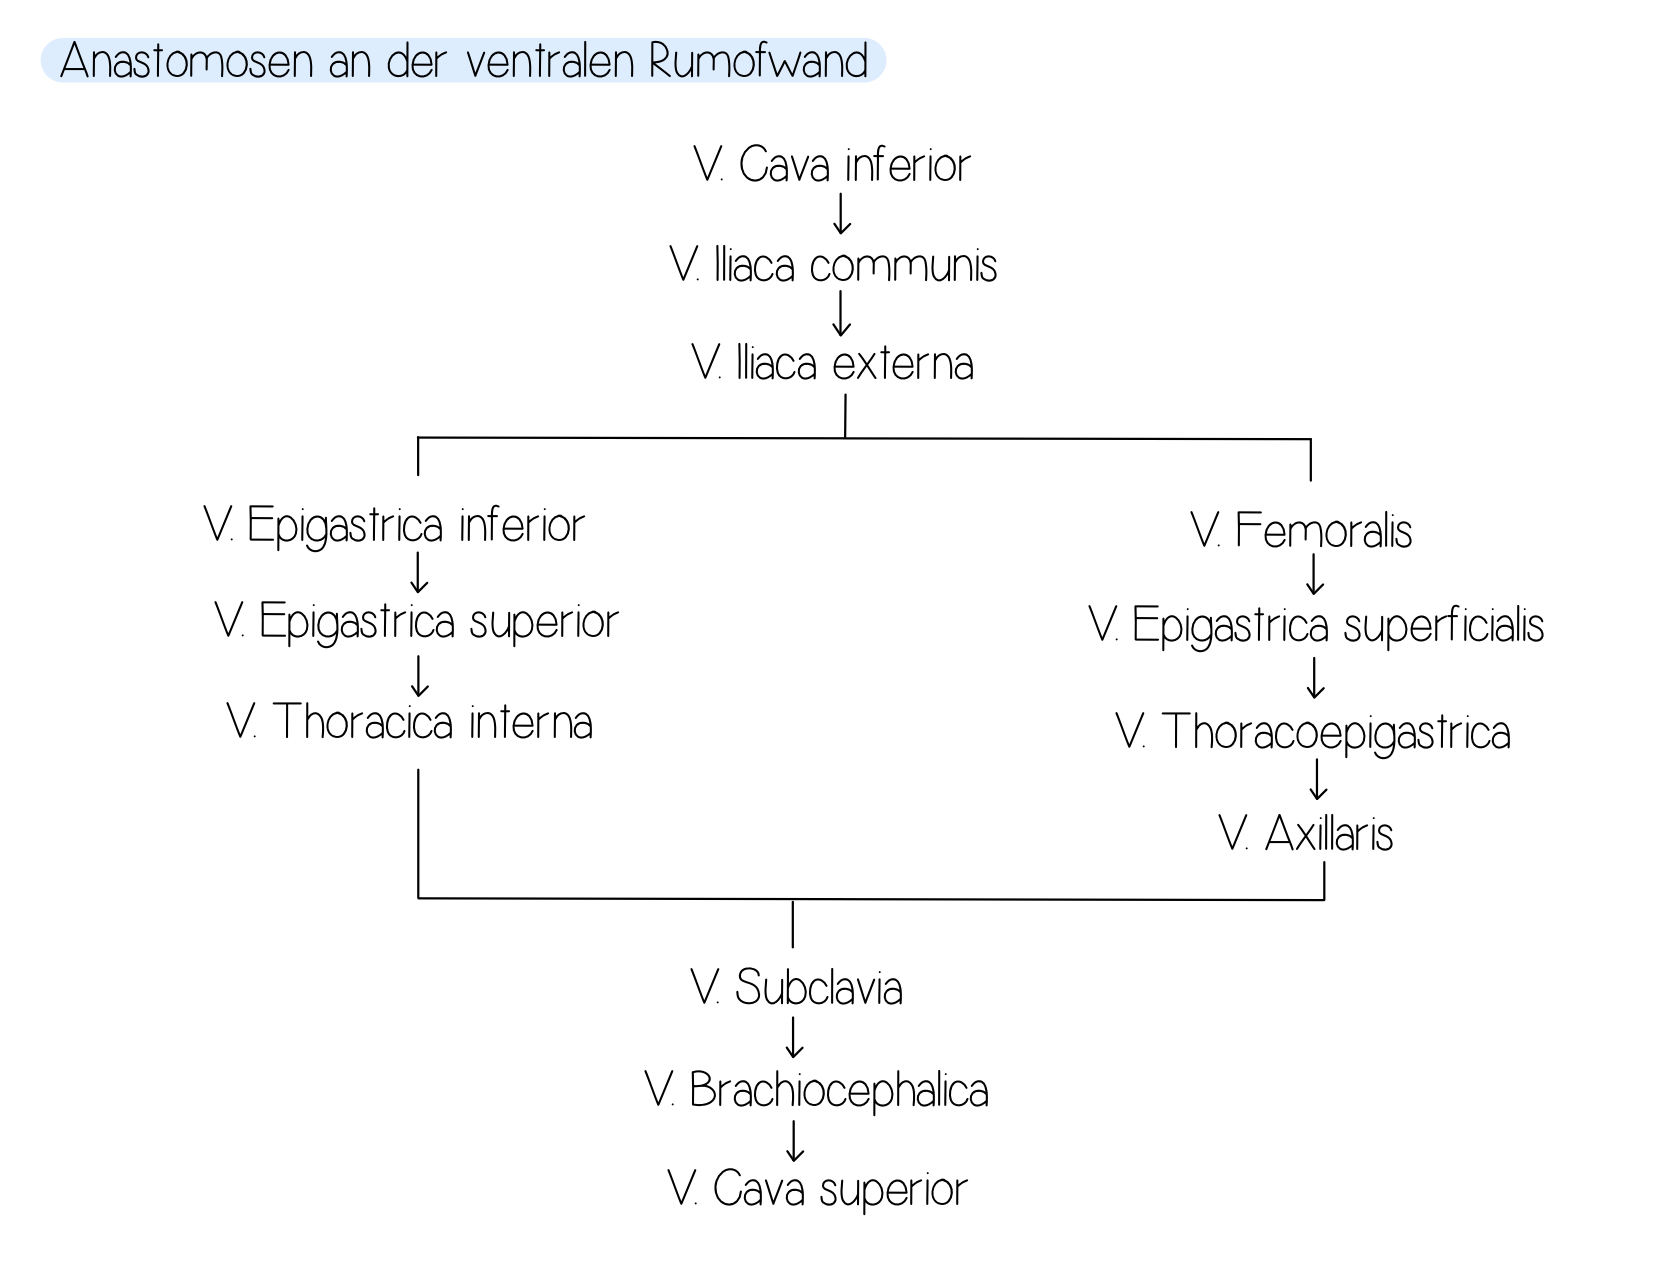 Anastomosen an der ventralen Rumofwand
V. Cava inferior
V. Iliaca communis
V. Iliaca externa
V. Epigastrica inferior
V. Femoralis
V. Epigastrica superior
V. Epigastrica superficialis
V. Thoracica interna
V. Thoracoepigastrica
V. Axillaris
V. Subclavia
V. Brachiocephalica
V. Cava superior